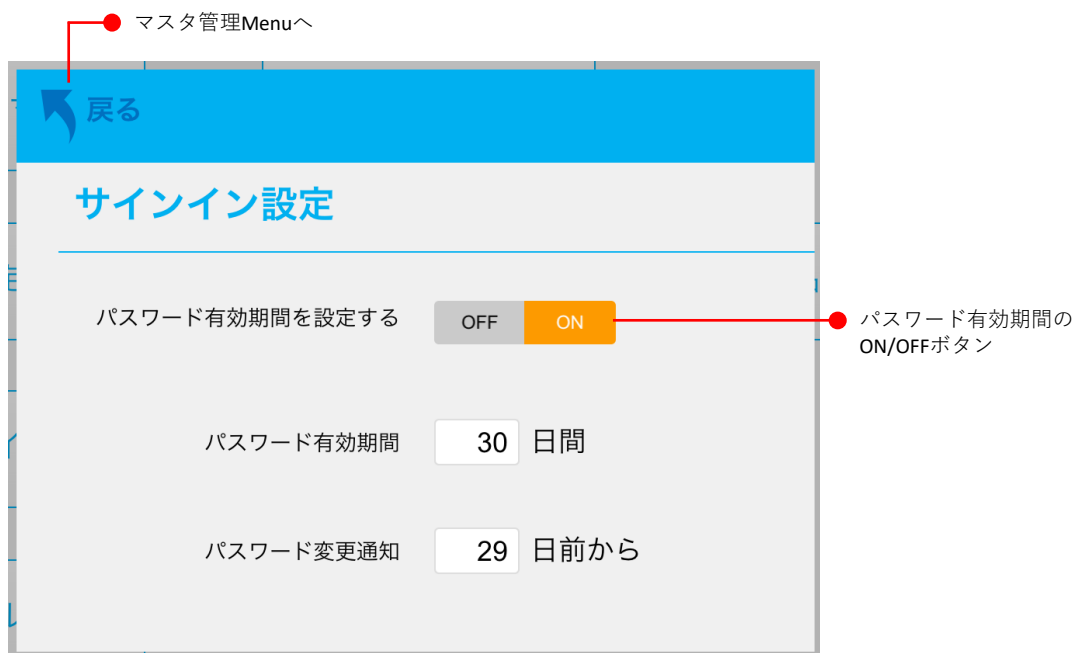 マスタ管理Menuへ
戻る
サインイン設定
パスワード有効期間を設定する OFF ON
パスワード有効期間の
ON/OFFボタン
パスワード有効期間 30 日間
パスワード変更通知 29 日前から